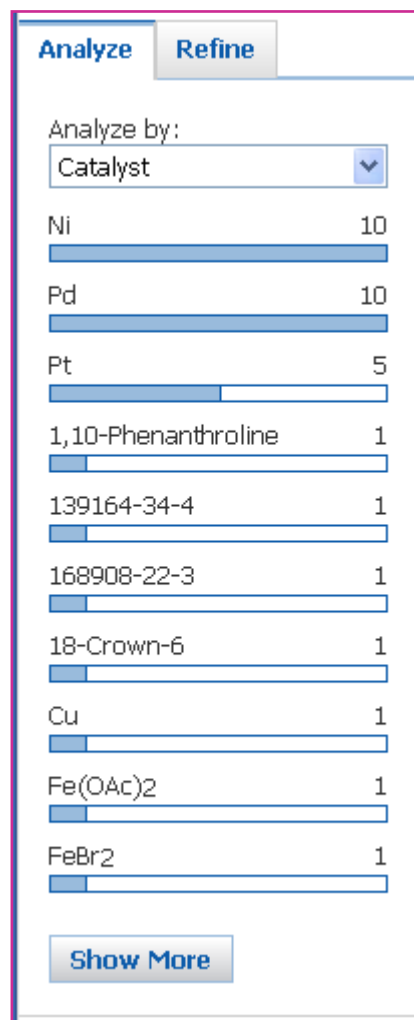 Analyze Refine
Analyze by:
Catalyst
Ni 10
Pd 10
Pt 5
1,10-Phenanthroline 1
139164-34-4 1
168908-22-3 1
18-Crown-6 1
Cu 1
Fe(OAc)2 1
FeBr2 1
Show More